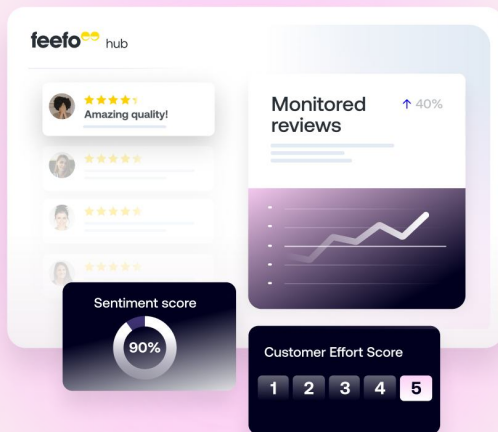 feefo hub
Amazing quality!
Monitored
reviews
↑ 40%
Sentiment score
90%
Customer Effort Score
1 2 3 4 5